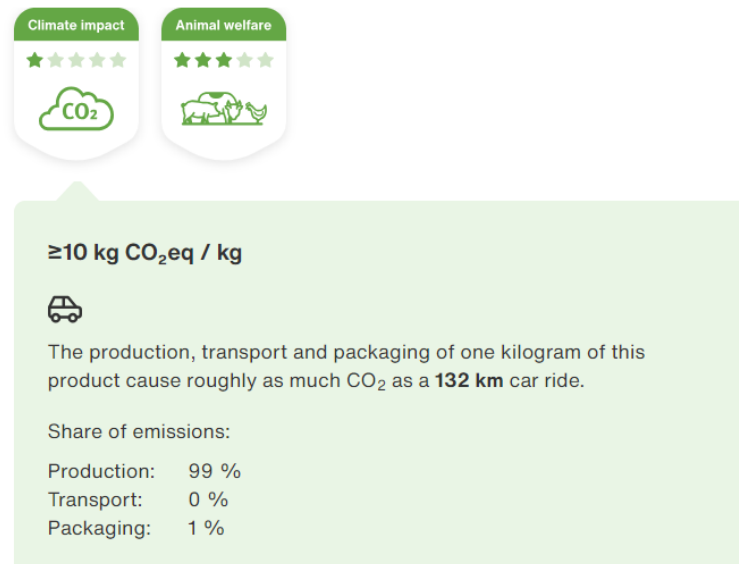 Climate impact
Animal welfare
CO₂
≥10 kg CO₂eq / kg
The production, transport and packaging of one kilogram of this
product cause roughly as much CO₂ as a 132 km car ride.
Share of emissions:
Production: 99 %
Transport: 0 %
Packaging: 1 %